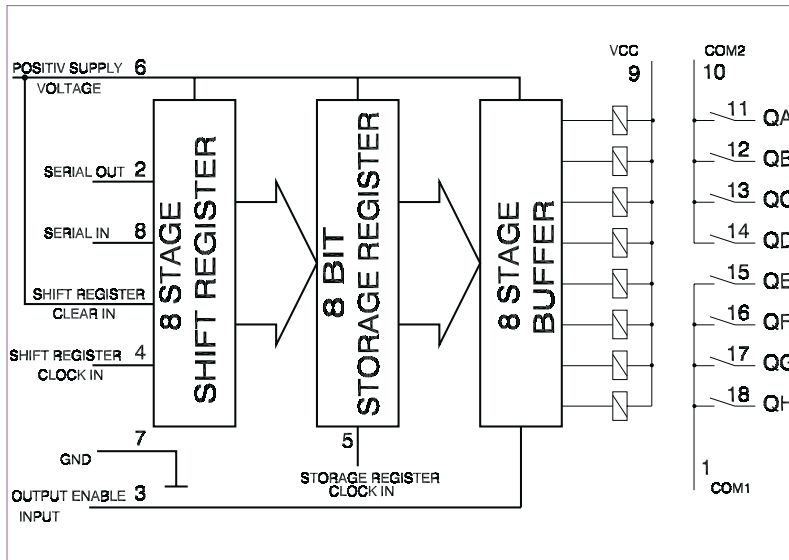 VCC
COM2
POSITIV SUPPLY 6
9
10
VOLTAGE
11 QA
12 QB
SERIAL OUT 2
13
14 QD
SERIAL IN 8
15 QE
SHIFT REGISTER
CLEAR IN
16 QF
SHIFT REGISTER 4
CLOCK IN
17
18 QH
8 STAGE
SHIFT REGISTER
8 BIT
STORAGE REGISTER
8 STAGE
BUFFER
7
GND
5
STORAGE REGISTER
CLOCK IN
1
COM1
OUTPUT ENABLE 3
INPUT